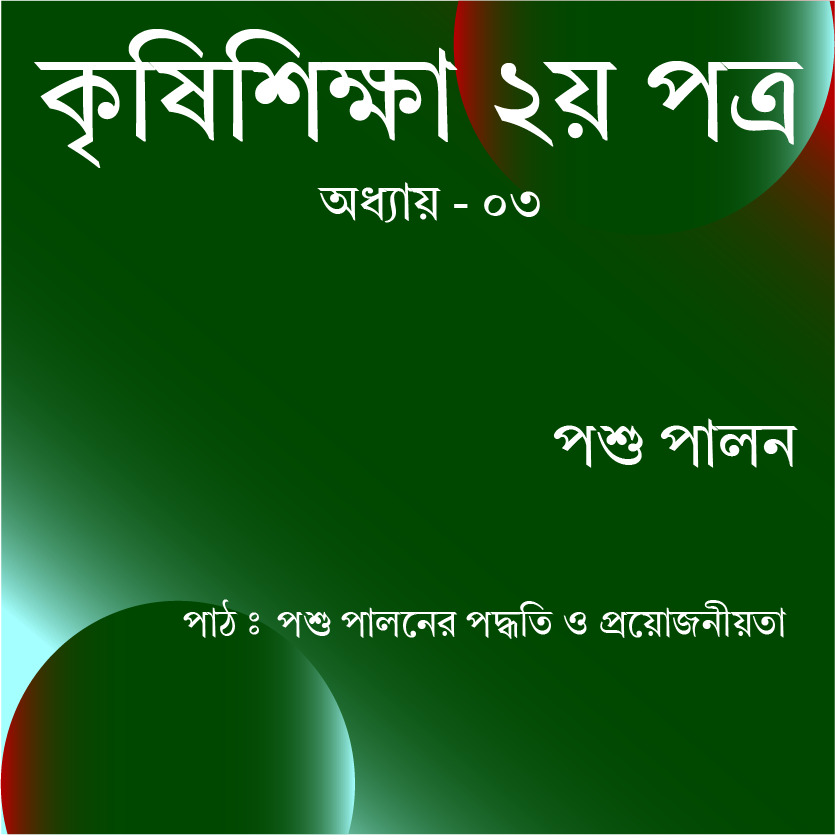 কৃষিশিক্ষা ২য় পত্র
অধ্যায় - ০৩
পশু পালন
পাঠ ঃ পশু পালনের পদ্ধতি ও প্রয়োজনীয়তা